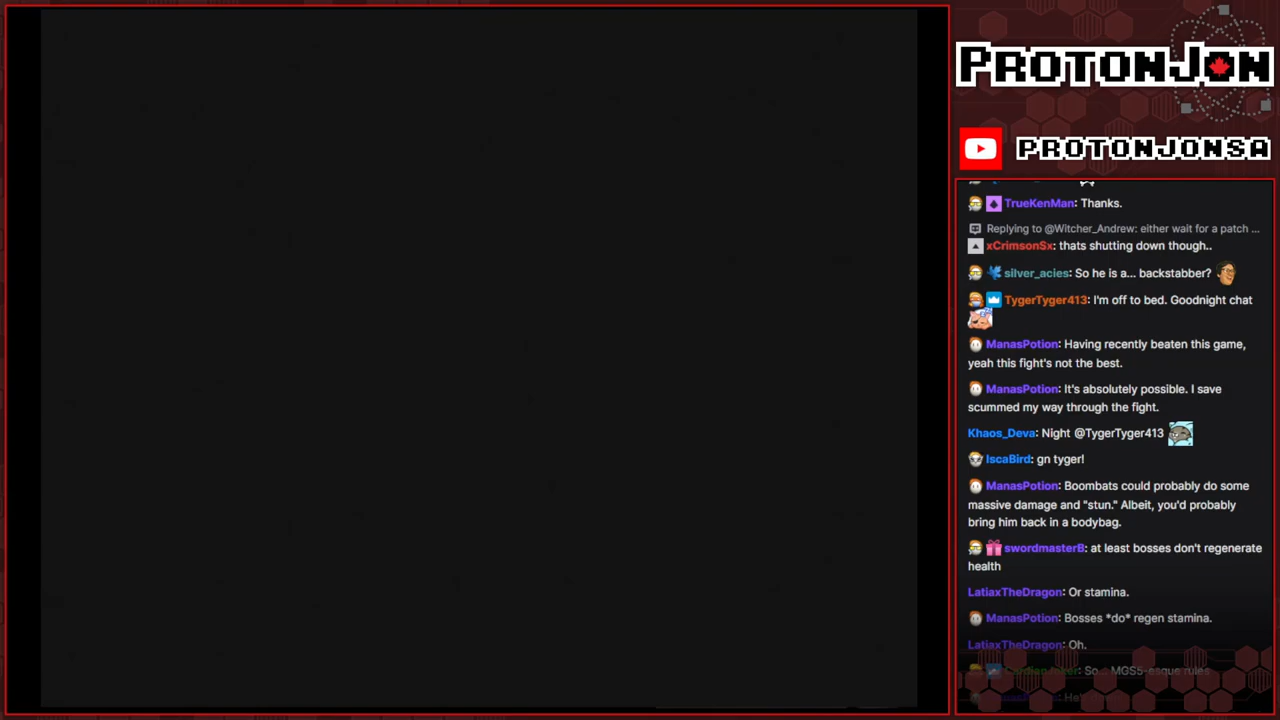 PROTONJON
PROTONJONSA
TrueKenMan: Thanks.
Replying to @Witcher_Andrew: either wait for a patch ...
xCrimsonSx: thats shutting down though..
silver_acies: So he is a... backstabber?
TygerTyger413: I'm off to bed. Goodnight chat
ManasPotion: Having recently beaten this game,
yeah this fight's not the best.
ManasPotion: It's absolutely possible. I save
scummed my way through the fight.
Khaos_Deva: Night @TygerTyger413
IscaBird: gn tyger!
ManasPotion: Boombats could probably do some
massive damage and "stun." Albeit, you'd probably
bring him back in a bodybag.
swordmasterB: at least bosses don't regenerate
health
LatiaxTheDragon: Or stamina.
ManasPotion: Bosses *do* regen stamina.
LatiaxTheDragon: Oh.
So MGS5-esque rules